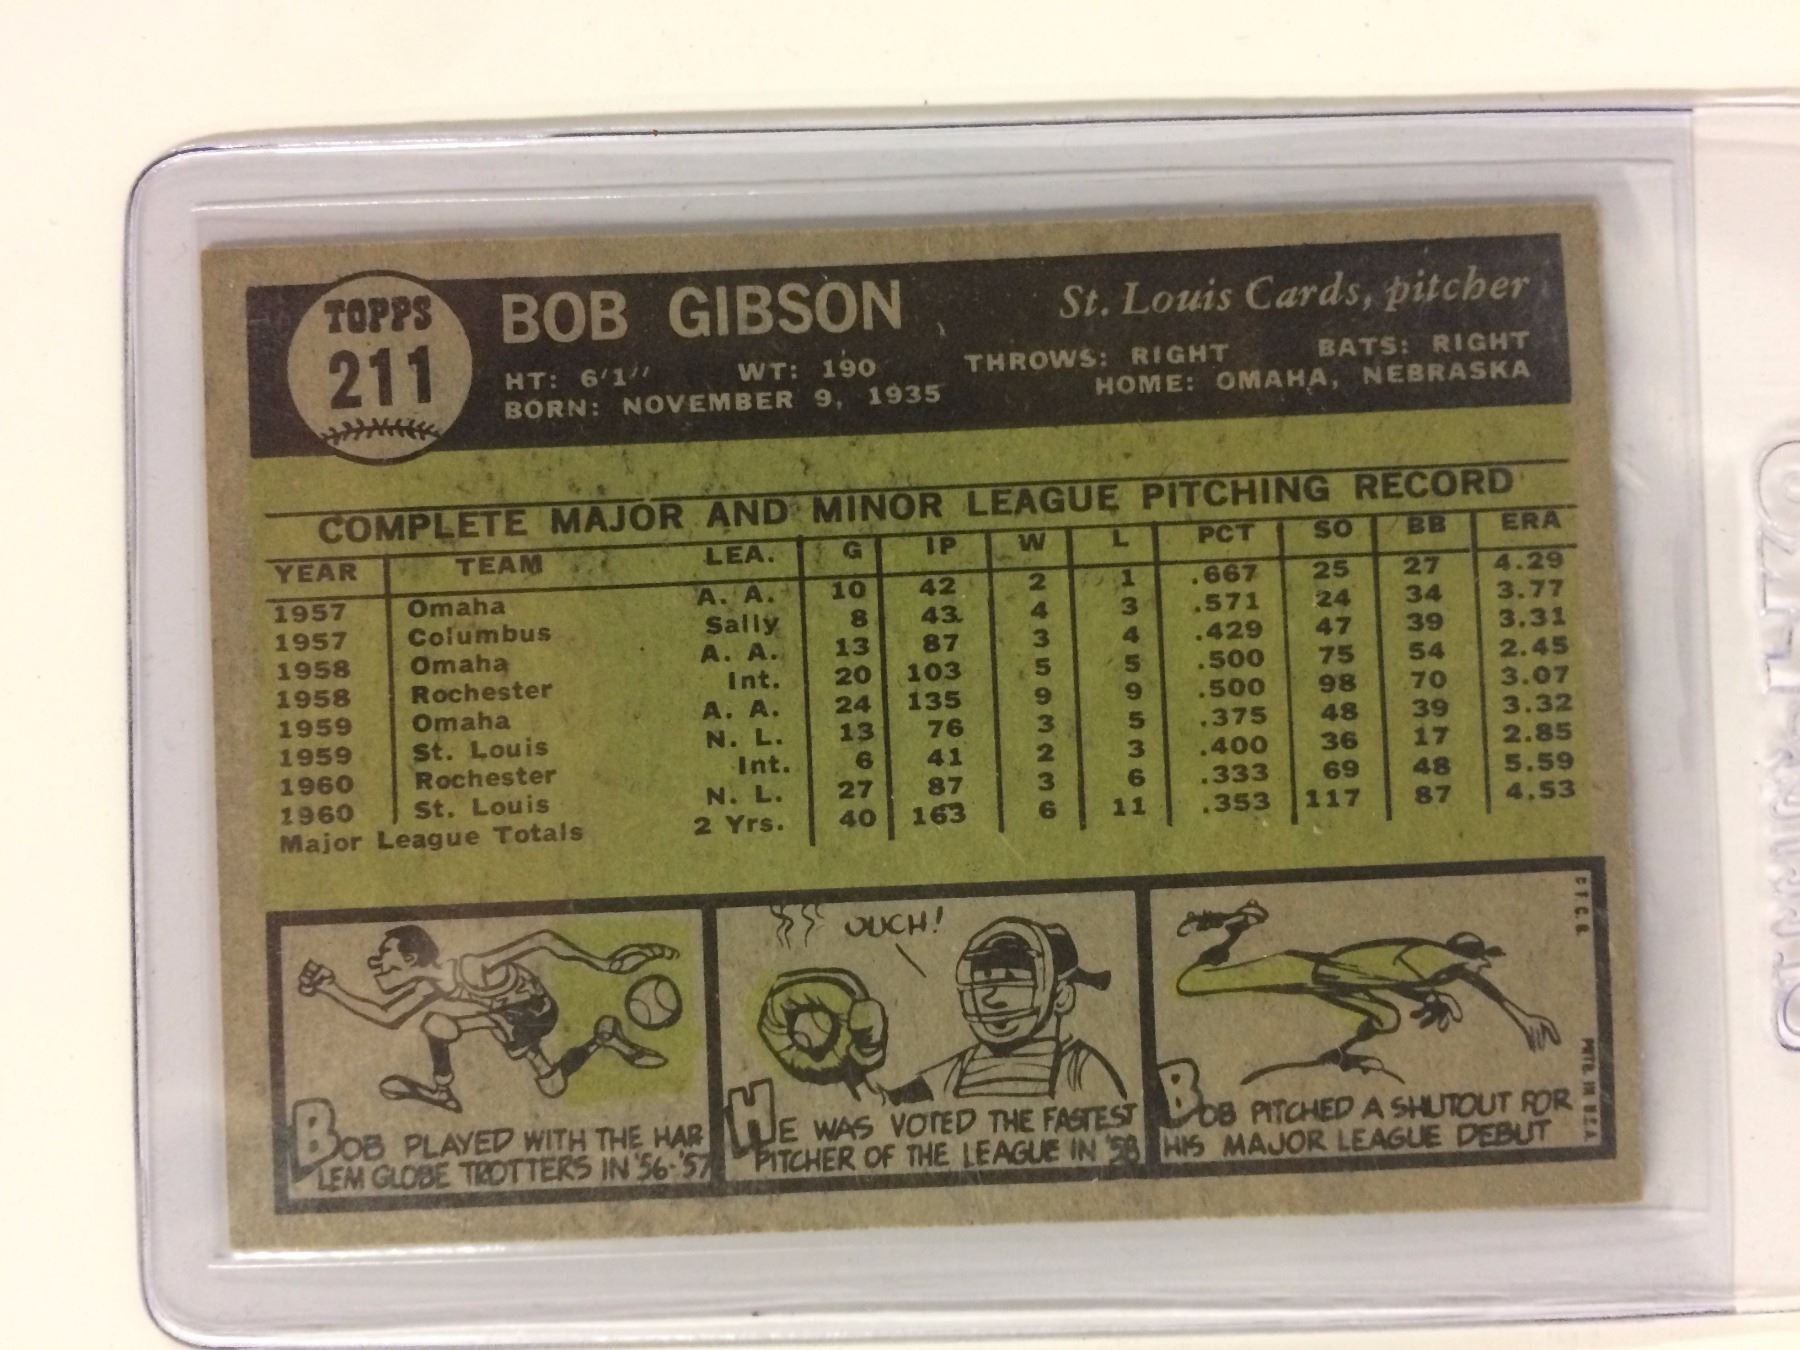 TOPPS
211
BOB GIBSON
St. Louis Cards, pitcher
HT: 6'1" WT: 190 THROWS: RIGHT BATS: RIGHT
BORN: NOVEMBER 9, 1935 HOME: OMAHA, NEBRASKA
COMPLETE MAJOR AND MINOR LEAGUE PITCHING RECORD
YEAR TEAM LEA. G IP W L PCT SO BB ERA
1957 Omaha A. A. 10 42 2 1 .667 25 27 4.29
1957 Columbus Sally 8 43 4 3 .571 24 34 3.77
1958 Omaha A. A. 13 87 3 4 .429 47 39 3.31
1958 Rochester Int. 20 103 5 5 .500 75 54 2.45
1959 Omaha A. A. 24 135 9 9 .500 98 70 3.07
1959 St. Louis N. L. 13 76 3 5 .375 48 39 3.32
1960 Rochester Int. 6 41 2 3 .400 36 17 2.85
1960 St. Louis N. L. 27 87 3 6 .333 69 48 5.59
Major League Totals 2 Yrs. 40 163 6 11 .353 117 87 4.53
BOB PLAYED WITH THE HAR
LEM GLOBE TROTTERS IN '56-'57
OUCH!
HE WAS VOTED THE FASTEST
PITCHER OF THE LEAGUE IN '58
BOB PITCHED A SHUTOUT FOR
HIS MAJOR LEAGUE DEBUT
PRTD. IN U.S.A.